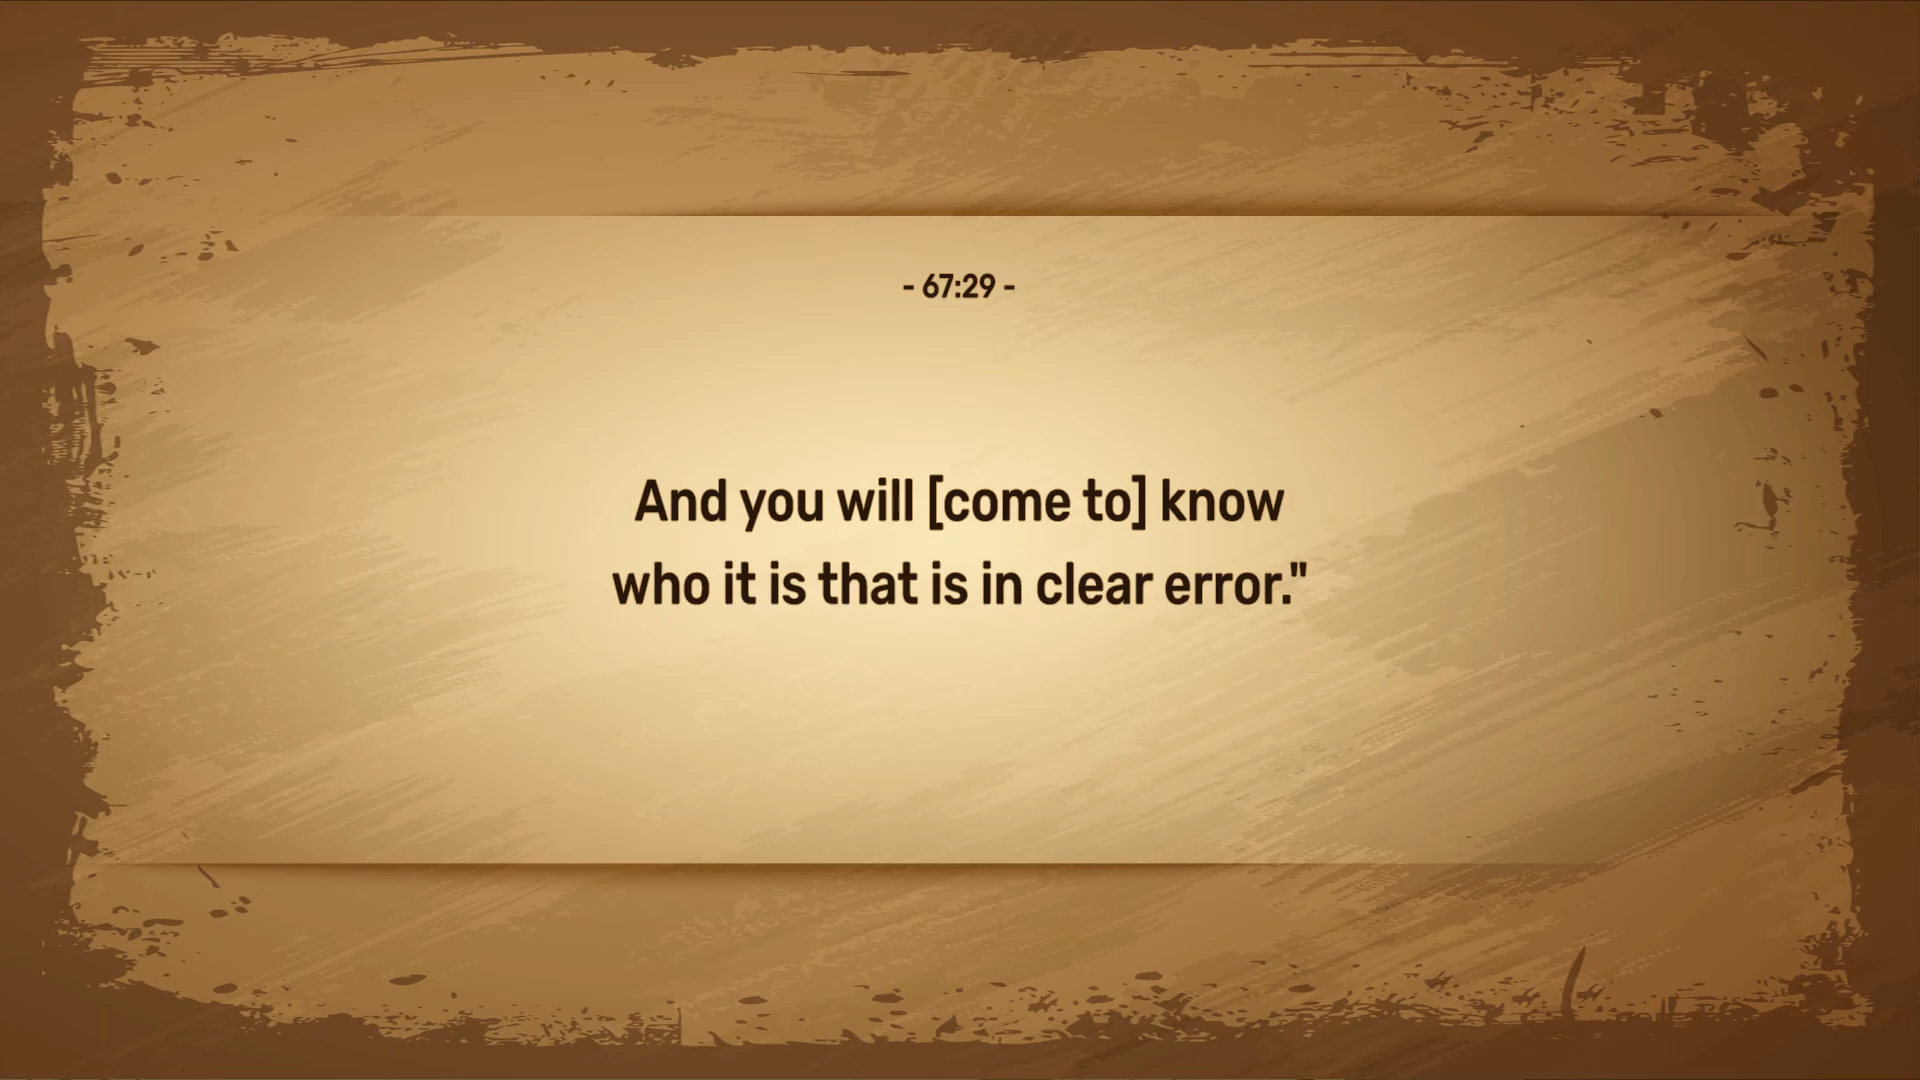 - 67:29 -
And you will [come to] know
who it is that is in clear error."